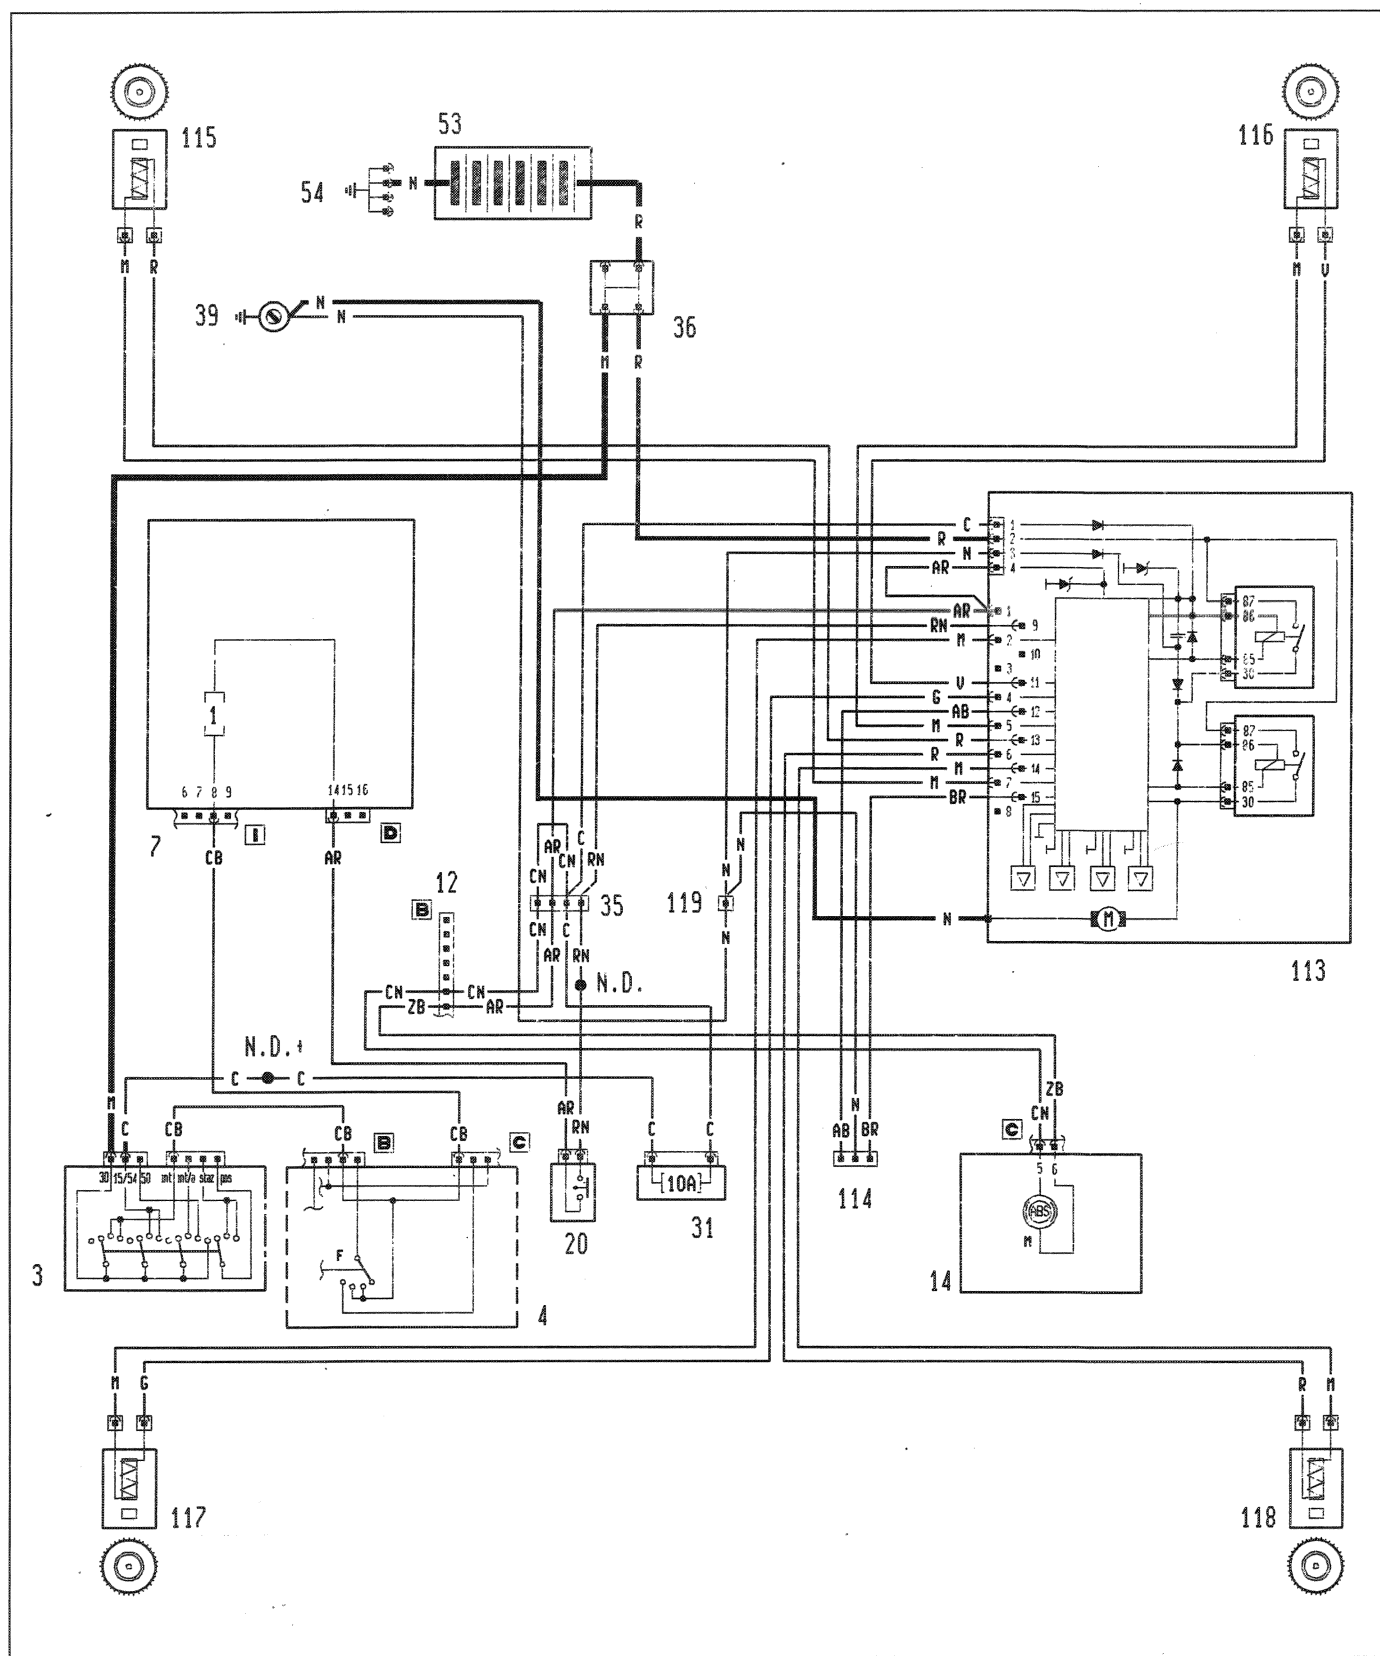 115
53
116
54
N
R
M
R
M
V
39
N
N
36
M
R
C
1
R
2
N
3
AR
4
AR
1
RN
9
M
2
10
3
V
11
G
4
AB
12
M
5
R
13
R
6
M
14
M
7
BR
15
8
87
86
85
30
87
86
85
30
1
6 7 8 9
14 15 16
7
I
D
CB
AR
12
B
AR
CN
C
RN
CN
N
N
35
119
CN
C
AR
RN
N
N
M
113
N.D.
CN
CN
ZB
AR
N.D.
C
C
M
C
CB
CB
B
CB
C
AR
RN
C
C
AB
N
BR
CN
ZB
C
30
15/54
50
int
int/a
staz
pos
[10A]
5
6
ABS
M
F
3
4
20
31
114
14
M
G
R
M
117
118